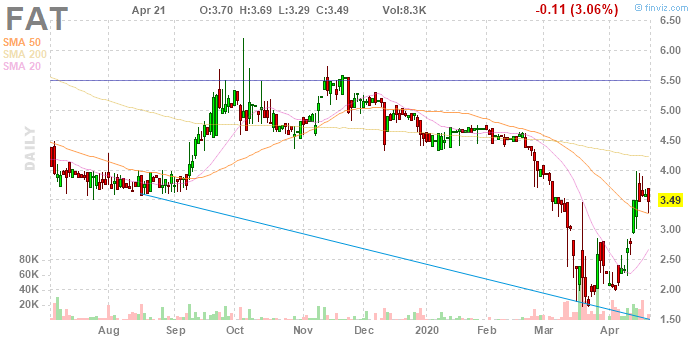 FAT
Apr 21 O:3.70 H:3.69 L:3.29 C:3.49 Vol:8.3K -0.11 (3.06%)
© finviz.com
SMA 50
SMA 200
SMA 20
DAILY
6.50
6.00
5.50
5.00
4.50
4.00
3.49
3.00
2.50
2.00
1.50
80K
60K
40K
20K
Aug Sep Oct Nov Dec 2020 Feb Mar Apr